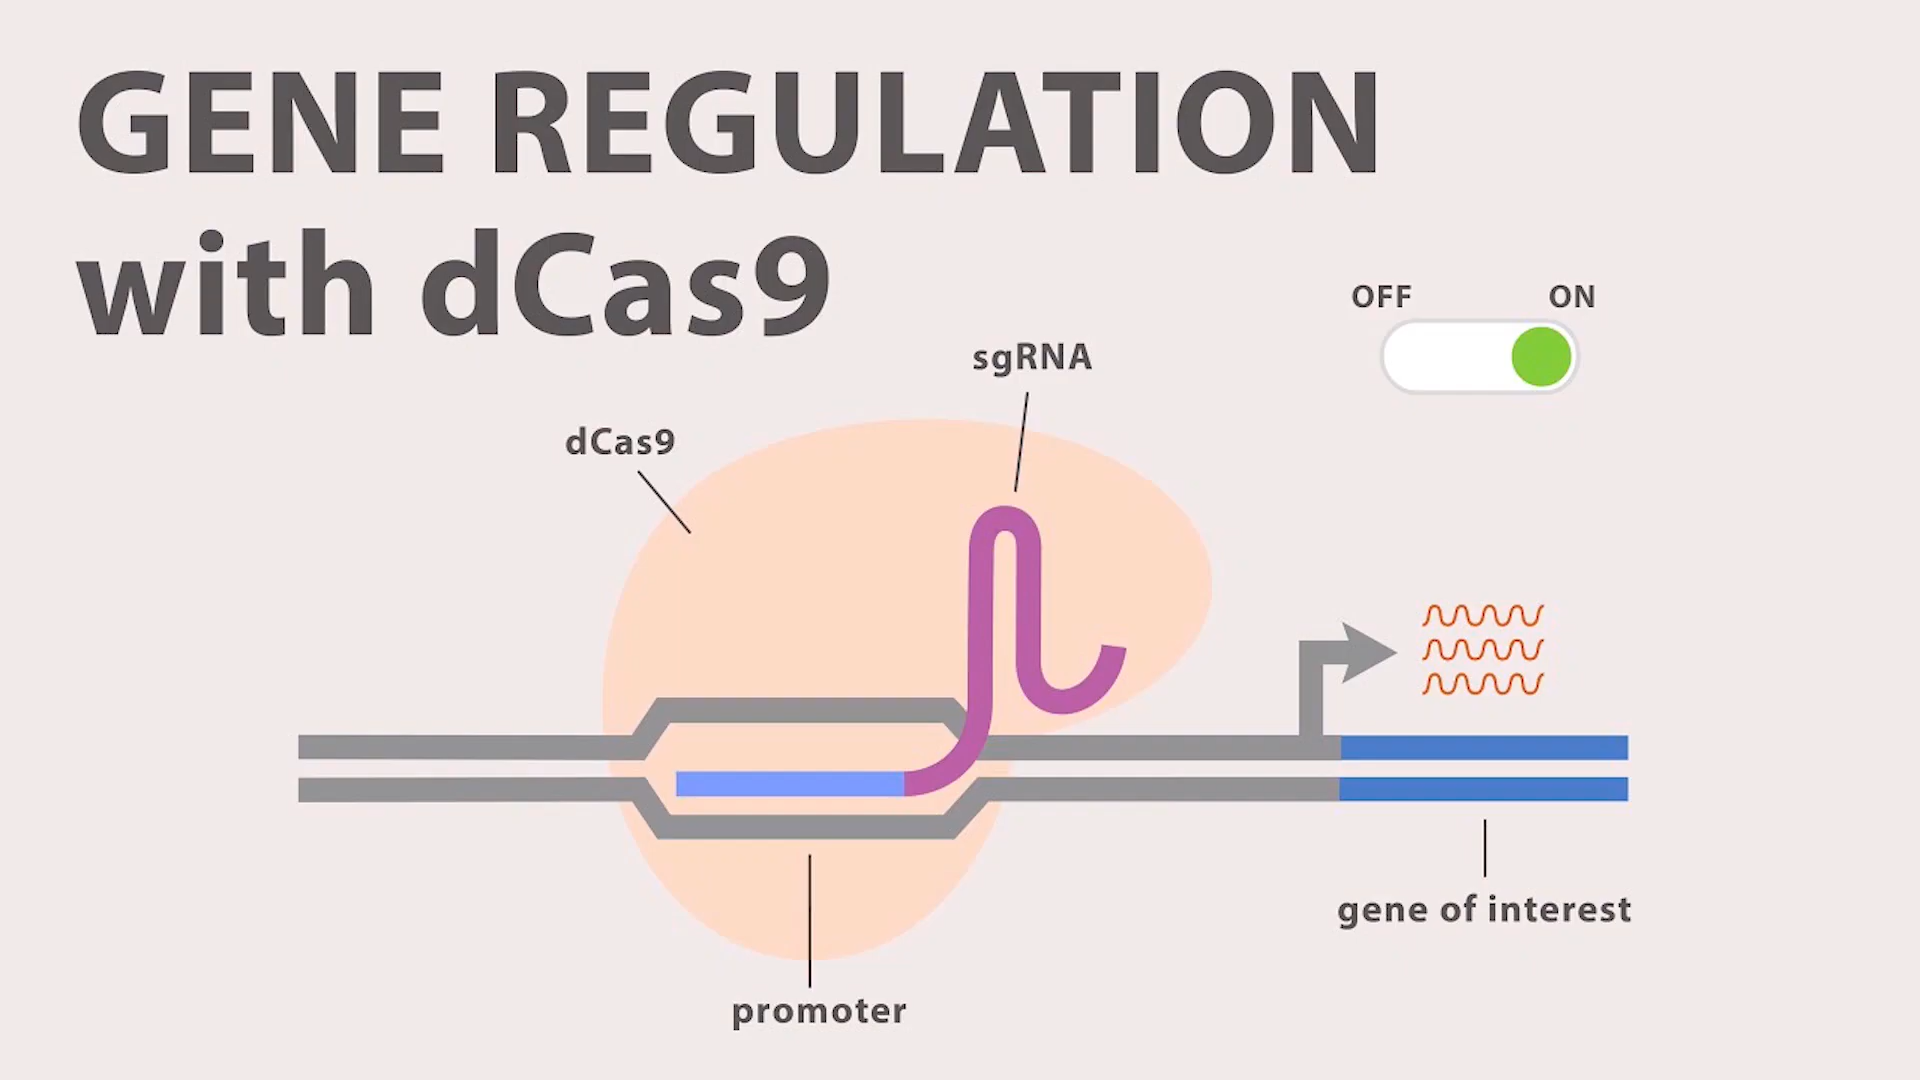 GENE REGULATION
with dCas9
OFF ON
sgRNA
dCas9
gene of interest
promoter